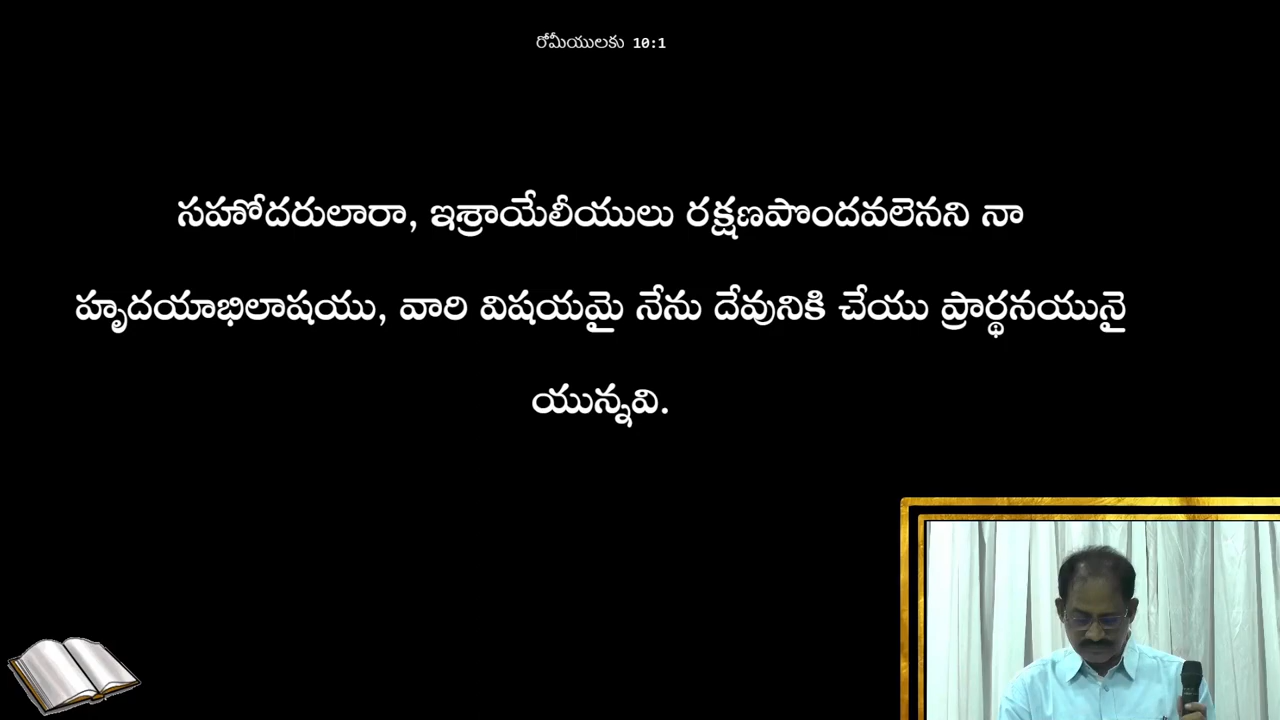 రోమీయులకు 10:1
సహోదరులారా, ఇశ్రాయేలీయులు రక్షణపొందవలెనని నా
హృదయాభిలాషయు, వారి విషయమై నేను దేవునికి చేయు ప్రార్థనయునై
యున్నవి.